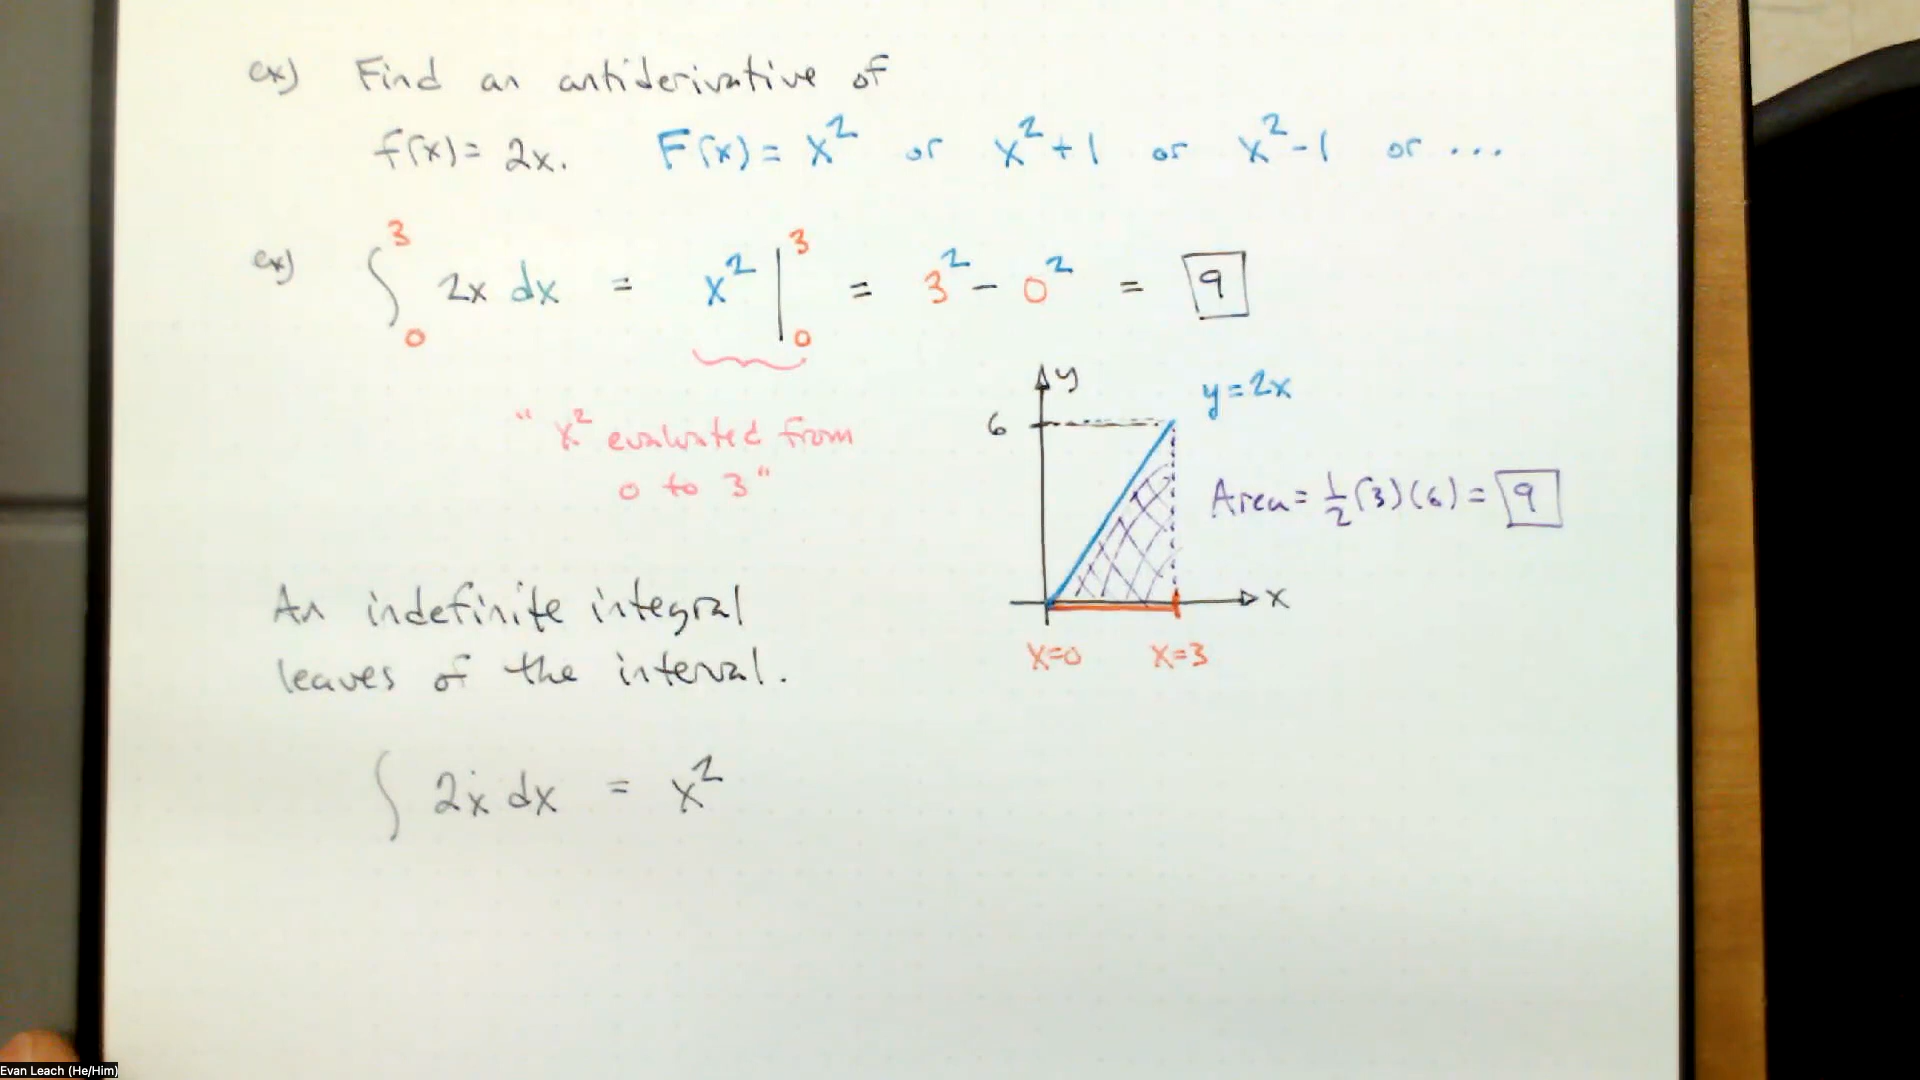 ex) Find an antiderivative of
f(x) = 2x. F(x) = x² or x²+1 or x²-1 or ...
ex) ∫₀³ 2x dx = x² |₀³ = 3² - 0² = 9
"x² evaluated from
0 to 3"
y
y = 2x
6
Area = ½(3)(6) = 9
x
x=0 x=3
An indefinite integral
leaves of the interval.
∫ 2x dx = x²
Evan Leach (He/Him)